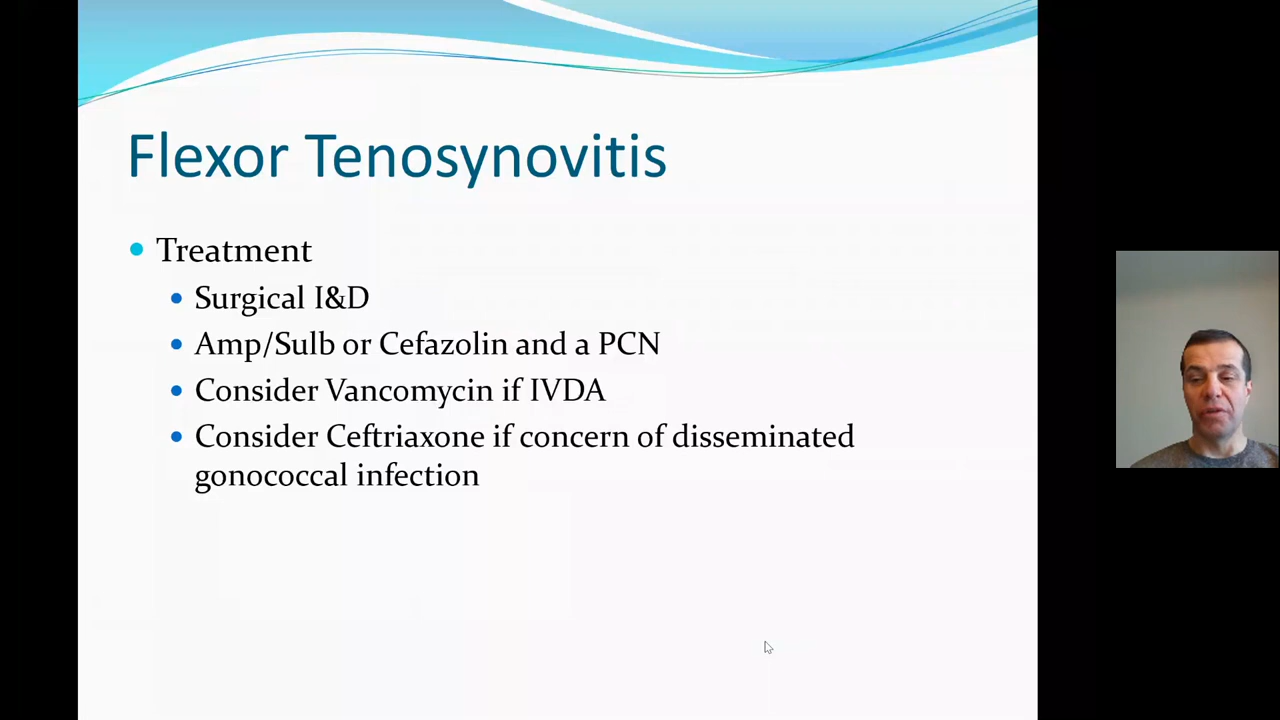 Flexor Tenosynovitis
Treatment
Surgical I&D
Amp/Sulb or Cefazolin and a PCN
Consider Vancomycin if IVDA
Consider Ceftriaxone if concern of disseminated
gonococcal infection